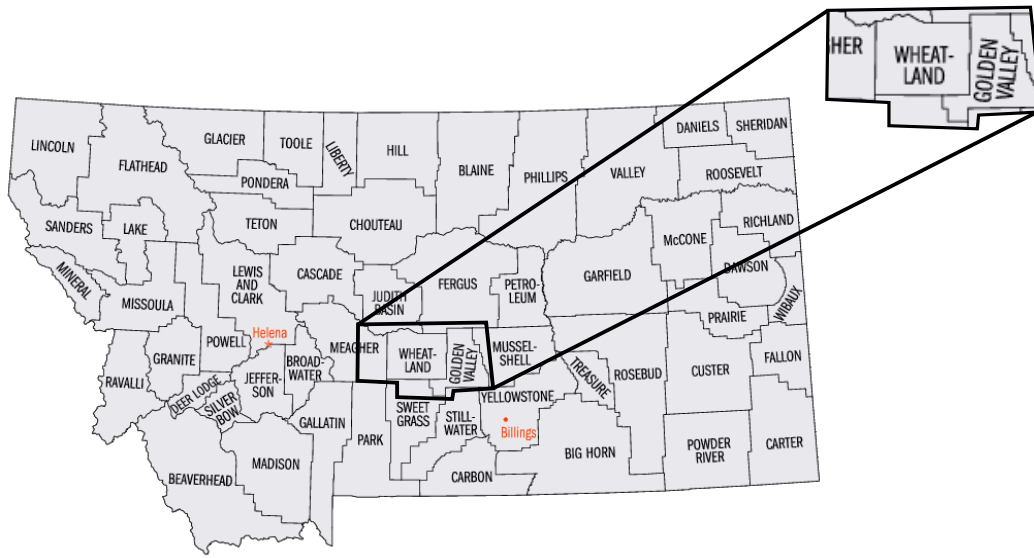 GHER
WHEAT-
LAND
GOLDEN
VALLEY
LINCOLN
FLATHEAD
GLACIER
TOOLE
LIBERTY
HILL
BLAINE
PHILLIPS
VALLEY
DANIELS
SHERIDAN
ROOSEVELT
PONDERA
TETON
CHOUTEAU
SANDERS
LAKE
RICHLAND
McCONE
DAWSON
MINERAL
MISSOULA
LEWIS
AND
CLARK
CASCADE
JUDITH
BASIN
FERGUS
PETRO-
LEUM
GARFIELD
PRAIRIE
WIBAUX
Helena
POWELL
GRANITE
RAVALLI
DEER LODGE
SILVER
BOW
JEFFER-
SON
BROAD-
WATER
MEAGHER
WHEAT-
LAND
GOLDEN
VALLEY
MUSSEL-
SHELL
TREASURE
ROSEBUD
CUSTER
FALLON
GALLATIN
PARK
SWEET
GRASS
STILL-
WATER
YELLOWSTONE
Billings
BIG HORN
POWDER
RIVER
CARTER
CARBON
MADISON
BEAVERHEAD